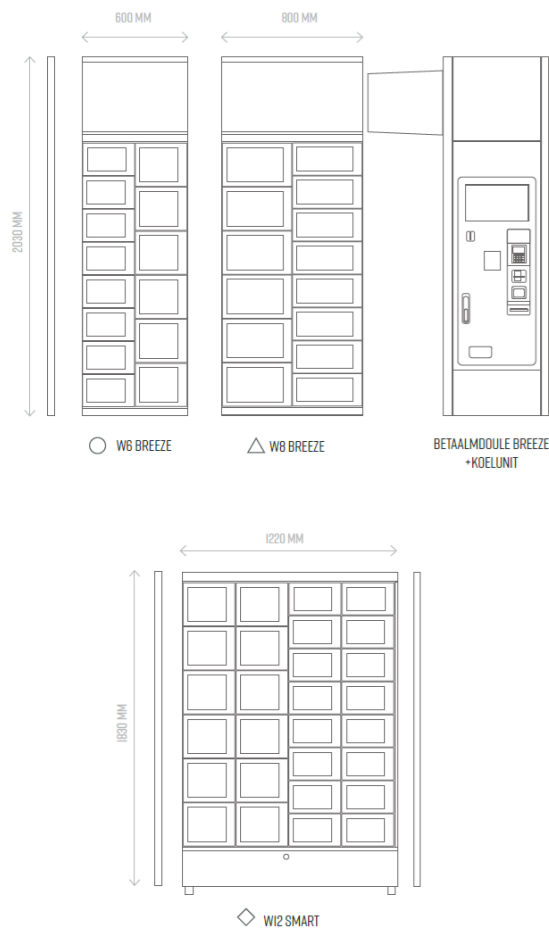 600 MM
800 MM
2030 MM
W6 BREEZE
W8 BREEZE
BETAALMDOULE BREEZE
+KOELUNIT
1220 MM
1830 MM
W12 SMART